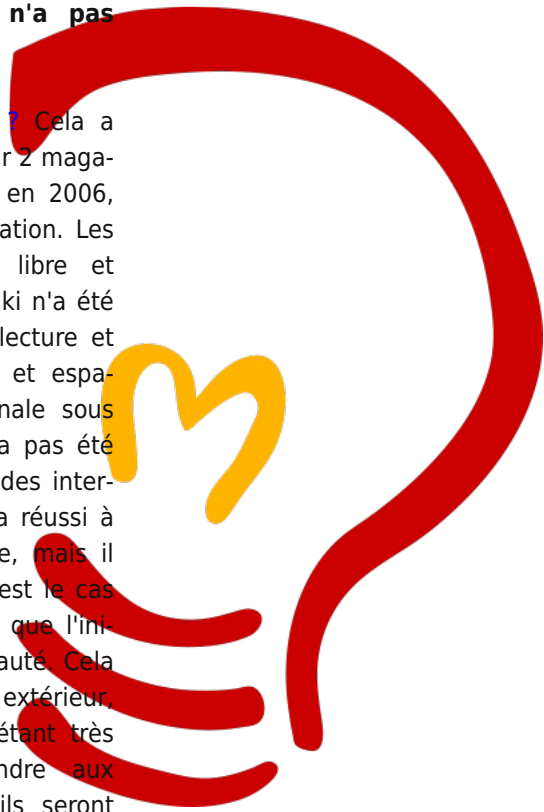 n'a pas
? Cela a
r 2 maga-
en 2006,
ation. Les
libre et
ki n'a été
lecture et
et espa-
nale sous
a pas été
des inter-
a réussi à
e, mais il
est le cas
que l'ini-
auté. Cela
extérieur,
étant très
ndre aux
ils seront